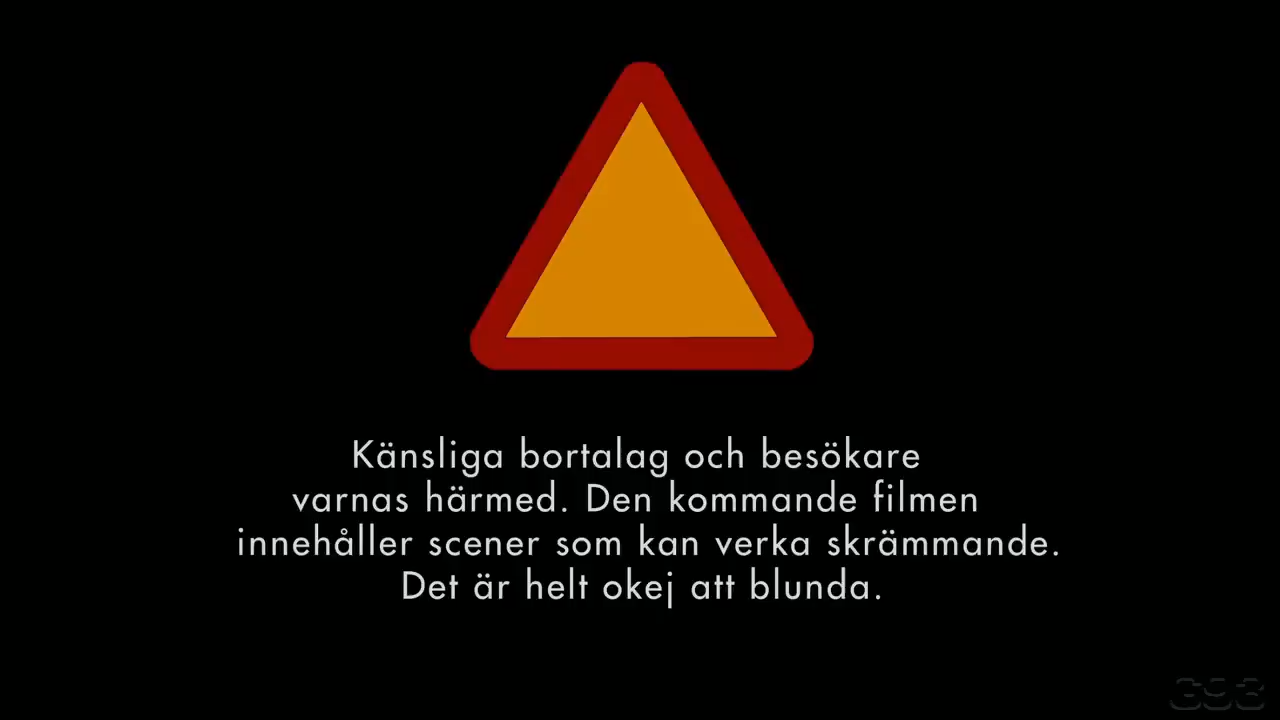 Känsliga bortalag och besökare
varnas härmed. Den kommande filmen
innehåller scener som kan verka skrämmande.
Det är helt okej att blunda.